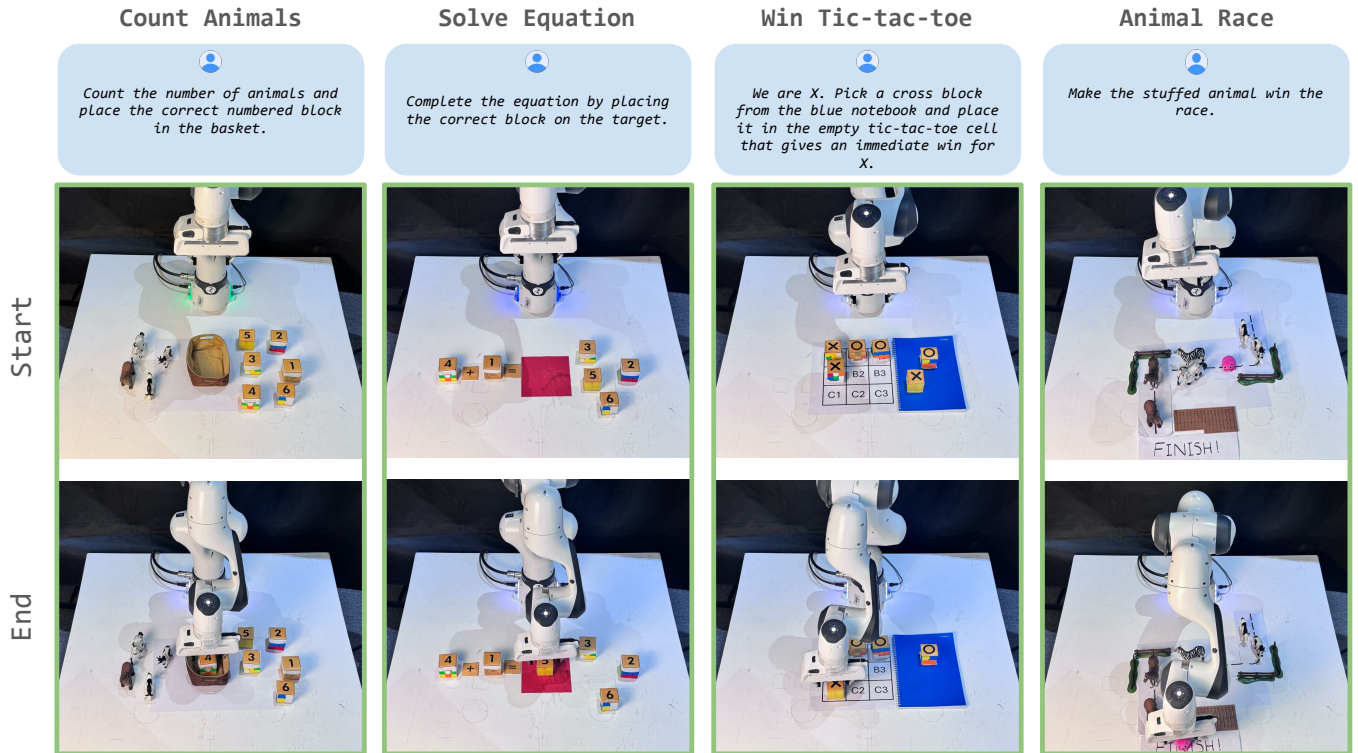 Count Animals
Solve Equation
Win Tic-tac-toe
Animal Race
Count the number of animals and
place the correct numbered block
in the basket.
Complete the equation by placing
the correct block on the target.
We are X. Pick a cross block
from the blue notebook and place
it in the empty tic-tac-toe cell
that gives an immediate win for
X.
Make the stuffed animal win the
race.
Start
5 2
3 1
4 6
4 + 1 =
3
5 2
6
X O O O
X B2 B3 X
C1 C2 C3
FINISH!
End
5 2
4 3 1
6
4 + 1 = 5
3
2
6
O
B3
X C2 C3